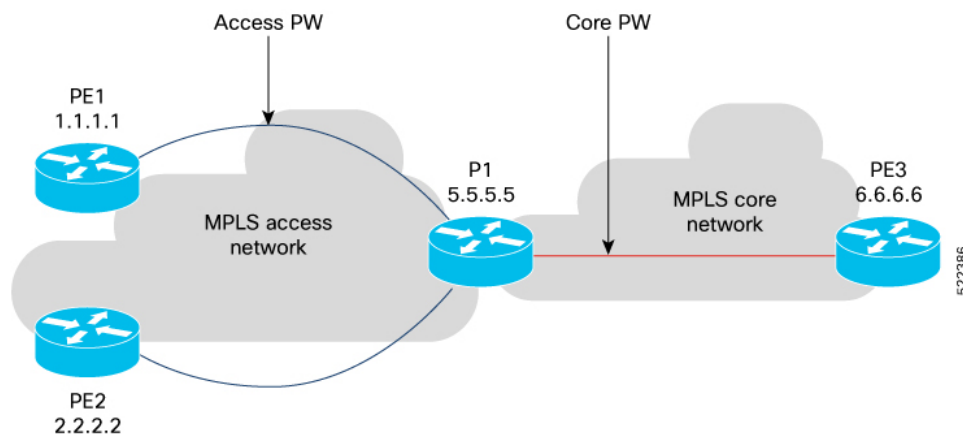 Access PW
Core PW
PE1
1.1.1.1
P1
5.5.5.5
PE3
6.6.6.6
MPLS access
network
MPLS core
network
PE2
2.2.2.2
522386